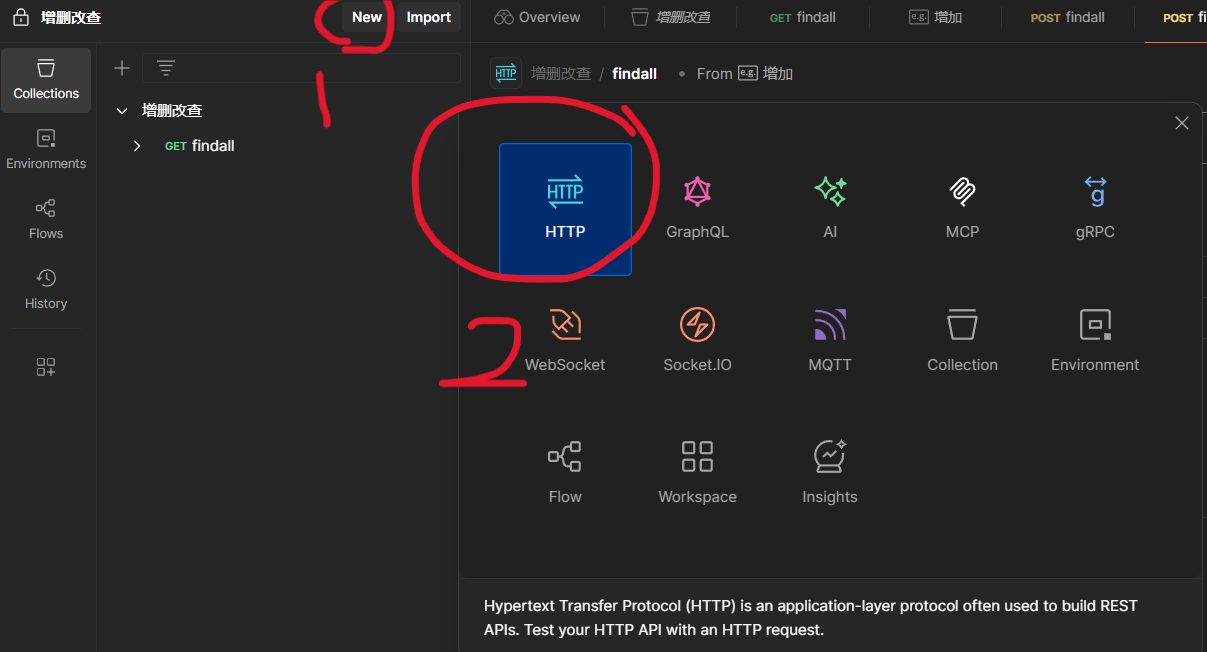 增删改查 New Import Overview 增删改查 GET findall e.g. 增加 POST findall POST fi
HTTP 增删改查 / findall • From e.g. 增加
Collections
增删改查
GET findall
Environments
Flows
History
1
HTTP
HTTP GraphQL AI MCP gRPC
2
WebSocket Socket.IO MQTT Collection Environment
Flow Workspace Insights
Hypertext Transfer Protocol (HTTP) is an application-layer protocol often used to build REST
APIs. Test your HTTP API with an HTTP request.